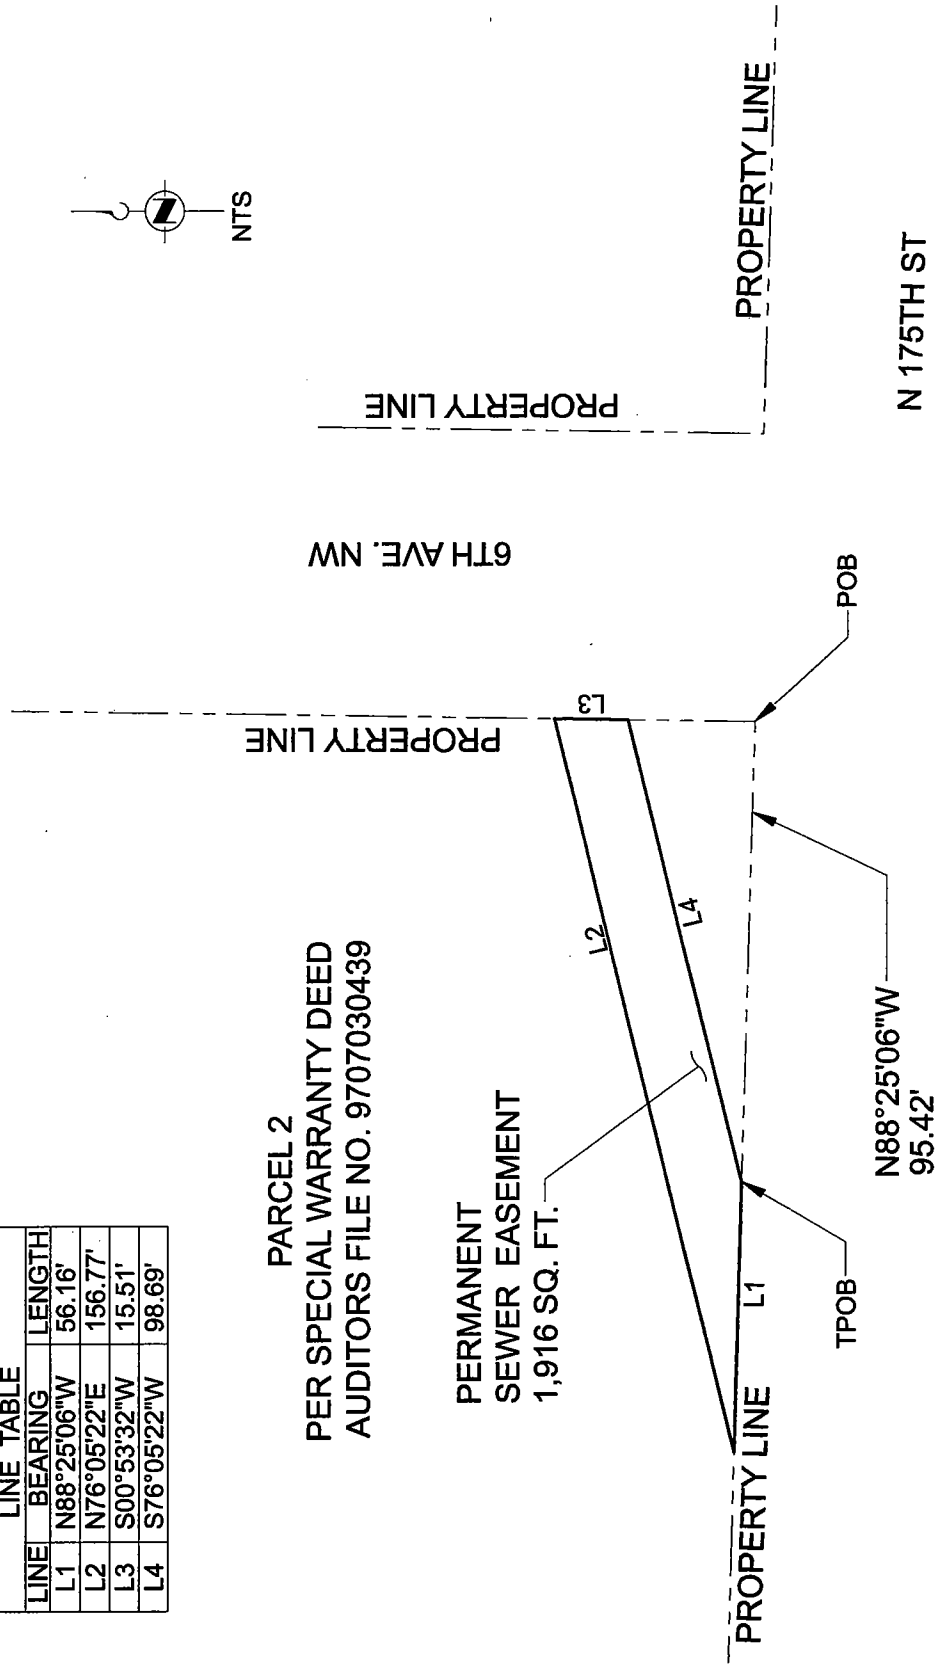 LINE TABLE
LINE BEARING LENGTH
L1 N88°25'06"W 56.16'
L2 N76°05'22"E 156.77'
L3 S00°53'32"W 15.51'
L4 S76°05'22"W 98.69'
PARCEL 2
PER SPECIAL WARRANTY DEED
AUDITORS FILE NO. 9707030439
PERMANENT
SEWER EASEMENT
1,916 SQ. FT.
PROPERTY LINE
6TH AVE. NW
PROPERTY LINE
N
NTS
L2
L3
L4
L1
PROPERTY LINE
TPOB
POB
N88°25'06"W
95.42'
PROPERTY LINE
N 175TH ST